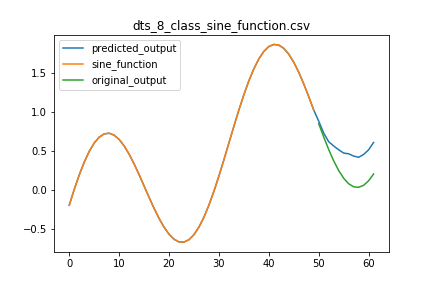 dts_8_class_sine_function.csv
predicted_output
sine_function
original_output
1.5
1.0
0.5
0.0
−0.5
0 10 20 30 40 50 60